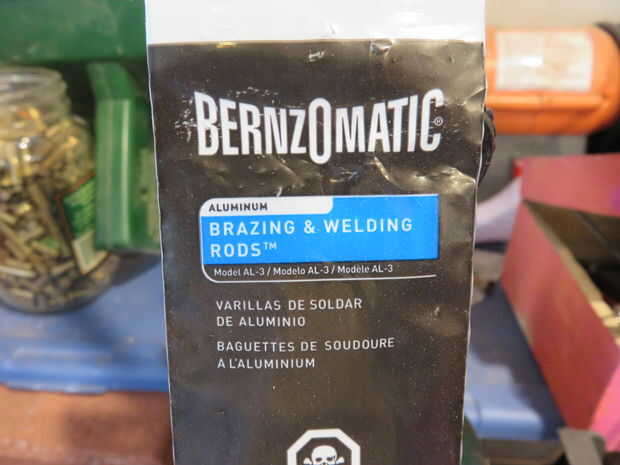 BERNZOMATIC®
ALUMINUM
BRAZING & WELDING
RODS™
Model AL-3 / Modelo AL-3 / Modèle AL-3
VARILLAS DE SOLDAR
DE ALUMINIO
BAGUETTES DE SOUDOURE
A L'ALUMINIUM